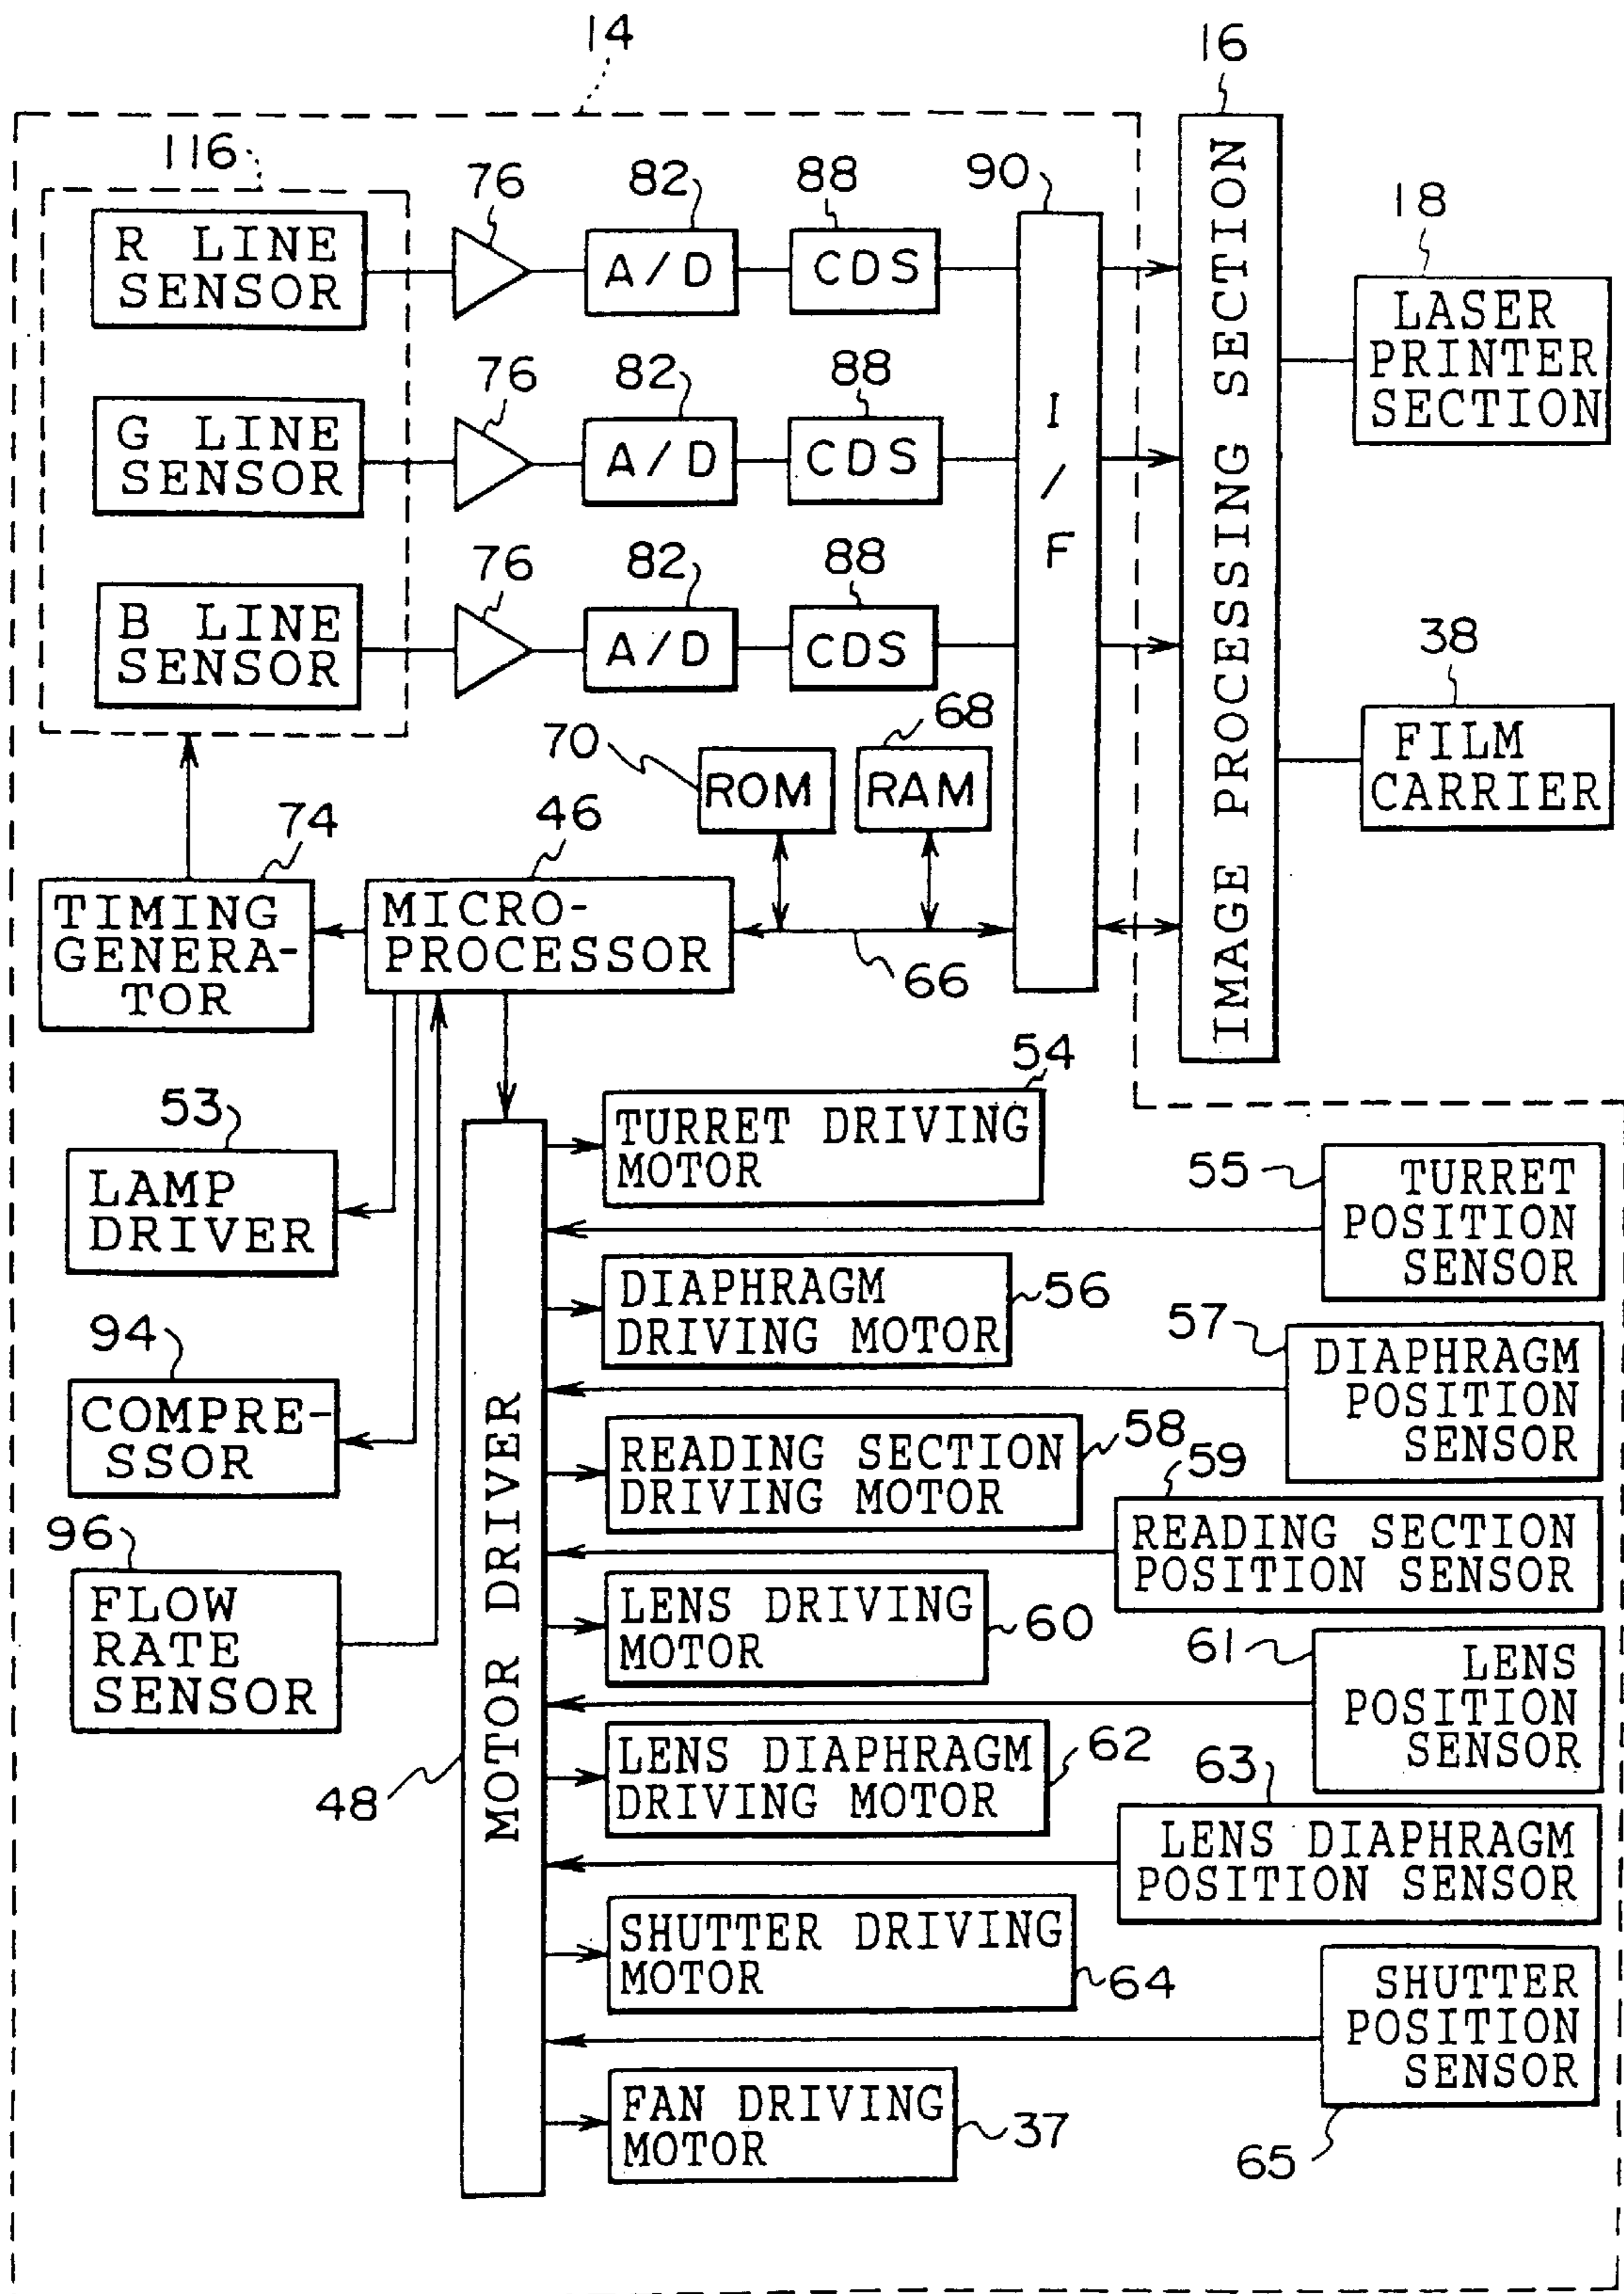 14
16
116
76
82
88
90
18
R LINE
SENSOR
A/D
CDS
LASER
PRINTER
SECTION
76
82
88
G LINE
SENSOR
A/D
CDS
I/F
IMAGE PROCESSING SECTION
76
82
88
B LINE
SENSOR
A/D
CDS
38
FILM
CARRIER
70
68
ROM
RAM
74
46
TIMING
GENERA-
TOR
MICRO-
PROCESSOR
66
53
LAMP
DRIVER
54
TURRET DRIVING
MOTOR
55
TURRET
POSITION
SENSOR
DIAPHRAGM
DRIVING MOTOR
56
94
COMPRE-
SSOR
57
DIAPHRAGM
POSITION
SENSOR
READING SECTION
DRIVING MOTOR
58
59
READING SECTION
POSITION SENSOR
96
FLOW
RATE
SENSOR
LENS DRIVING
MOTOR
60
61
LENS
POSITION
SENSOR
MOTOR DRIVER
48
LENS DIAPHRAGM
DRIVING MOTOR
62
63
LENS DIAPHRAGM
POSITION SENSOR
SHUTTER DRIVING
MOTOR
64
SHUTTER
POSITION
SENSOR
65
FAN DRIVING
MOTOR
37